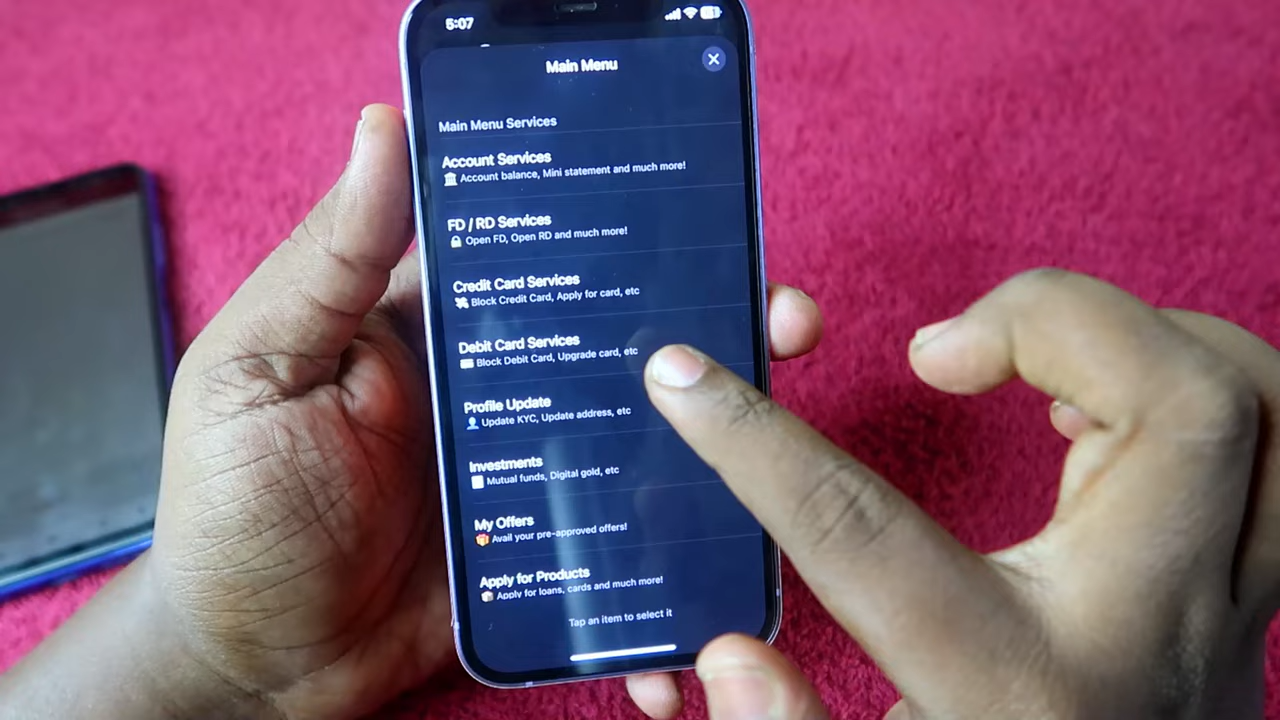 5:07
Main Menu
Main Menu Services
Account Services
Account balance, Mini statement and much more!
FD / RD Services
Open FD, Open RD and much more!
Credit Card Services
Block Credit Card, Apply for card, etc
Debit Card Services
Block Debit Card, Upgrade card, etc
Profile Update
Update KYC, Update address, etc
Investments
Mutual funds, Digital gold, etc
My Offers
Avail your pre-approved offers!
Apply for Products
Apply for loans, cards and much more!
Tap an item to select it